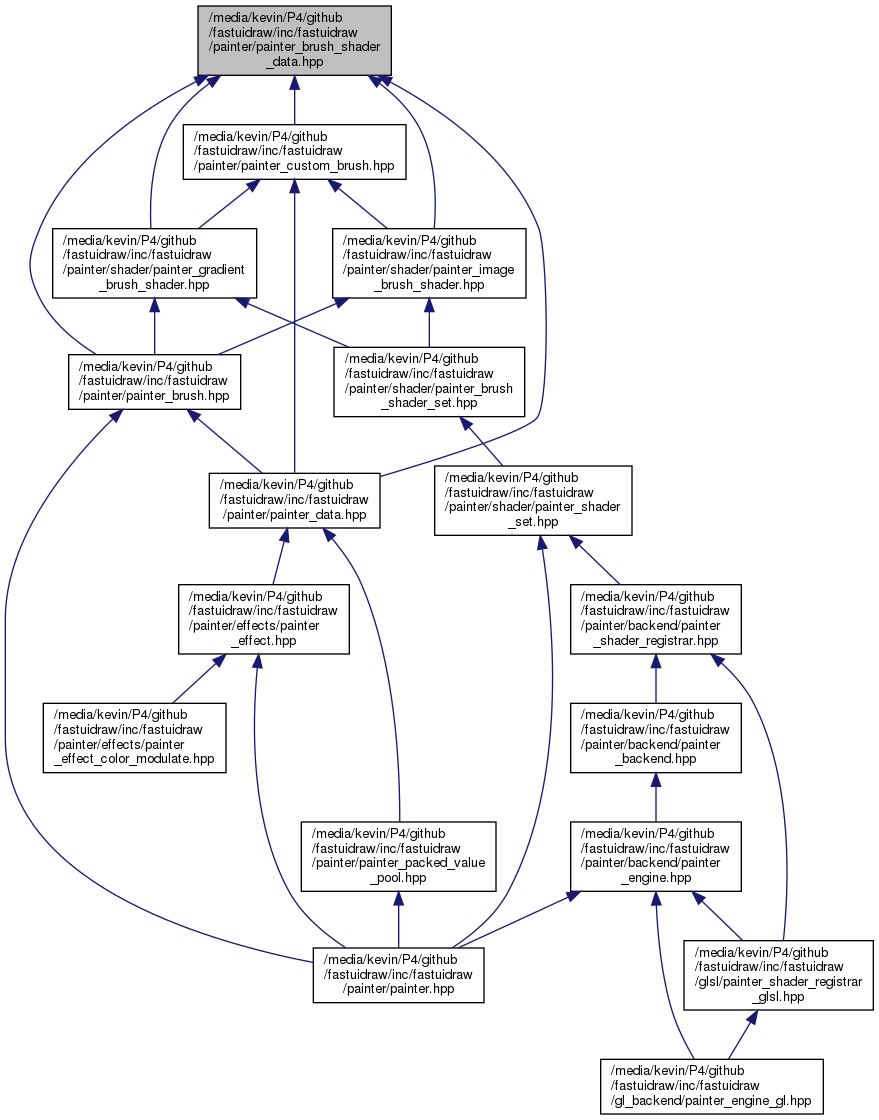 /media/kevin/P4/github
/fastuidraw/inc/fastuidraw
/painter/painter_brush_shader
_data.hpp
/media/kevin/P4/github
/fastuidraw/inc/fastuidraw
/painter/painter_custom_brush.hpp
/media/kevin/P4/github
/fastuidraw/inc/fastuidraw
/painter/shader/painter_gradient
_brush_shader.hpp
/media/kevin/P4/github
/fastuidraw/inc/fastuidraw
/painter/shader/painter_image
_brush_shader.hpp
/media/kevin/P4/github
/fastuidraw/inc/fastuidraw
/painter/painter_brush.hpp
/media/kevin/P4/github
/fastuidraw/inc/fastuidraw
/painter/shader/painter_brush
_shader_set.hpp
/media/kevin/P4/github
/fastuidraw/inc/fastuidraw
/painter/painter_data.hpp
/media/kevin/P4/github
/fastuidraw/inc/fastuidraw
/painter/shader/painter_shader
_set.hpp
/media/kevin/P4/github
/fastuidraw/inc/fastuidraw
/painter/effects/painter
_effect.hpp
/media/kevin/P4/github
/fastuidraw/inc/fastuidraw
/painter/backend/painter
_shader_registrar.hpp
/media/kevin/P4/github
/fastuidraw/inc/fastuidraw
/painter/effects/painter
_effect_color_modulate.hpp
/media/kevin/P4/github
/fastuidraw/inc/fastuidraw
/painter/backend/painter
_backend.hpp
/media/kevin/P4/github
/fastuidraw/inc/fastuidraw
/painter/painter_packed_value
_pool.hpp
/media/kevin/P4/github
/fastuidraw/inc/fastuidraw
/painter/backend/painter
_engine.hpp
/media/kevin/P4/github
/fastuidraw/inc/fastuidraw
/painter/painter.hpp
/media/kevin/P4/github
/fastuidraw/inc/fastuidraw
/glsl/painter_shader_registrar
_glsl.hpp
/media/kevin/P4/github
/fastuidraw/inc/fastuidraw
/gl_backend/painter_engine_gl.hpp